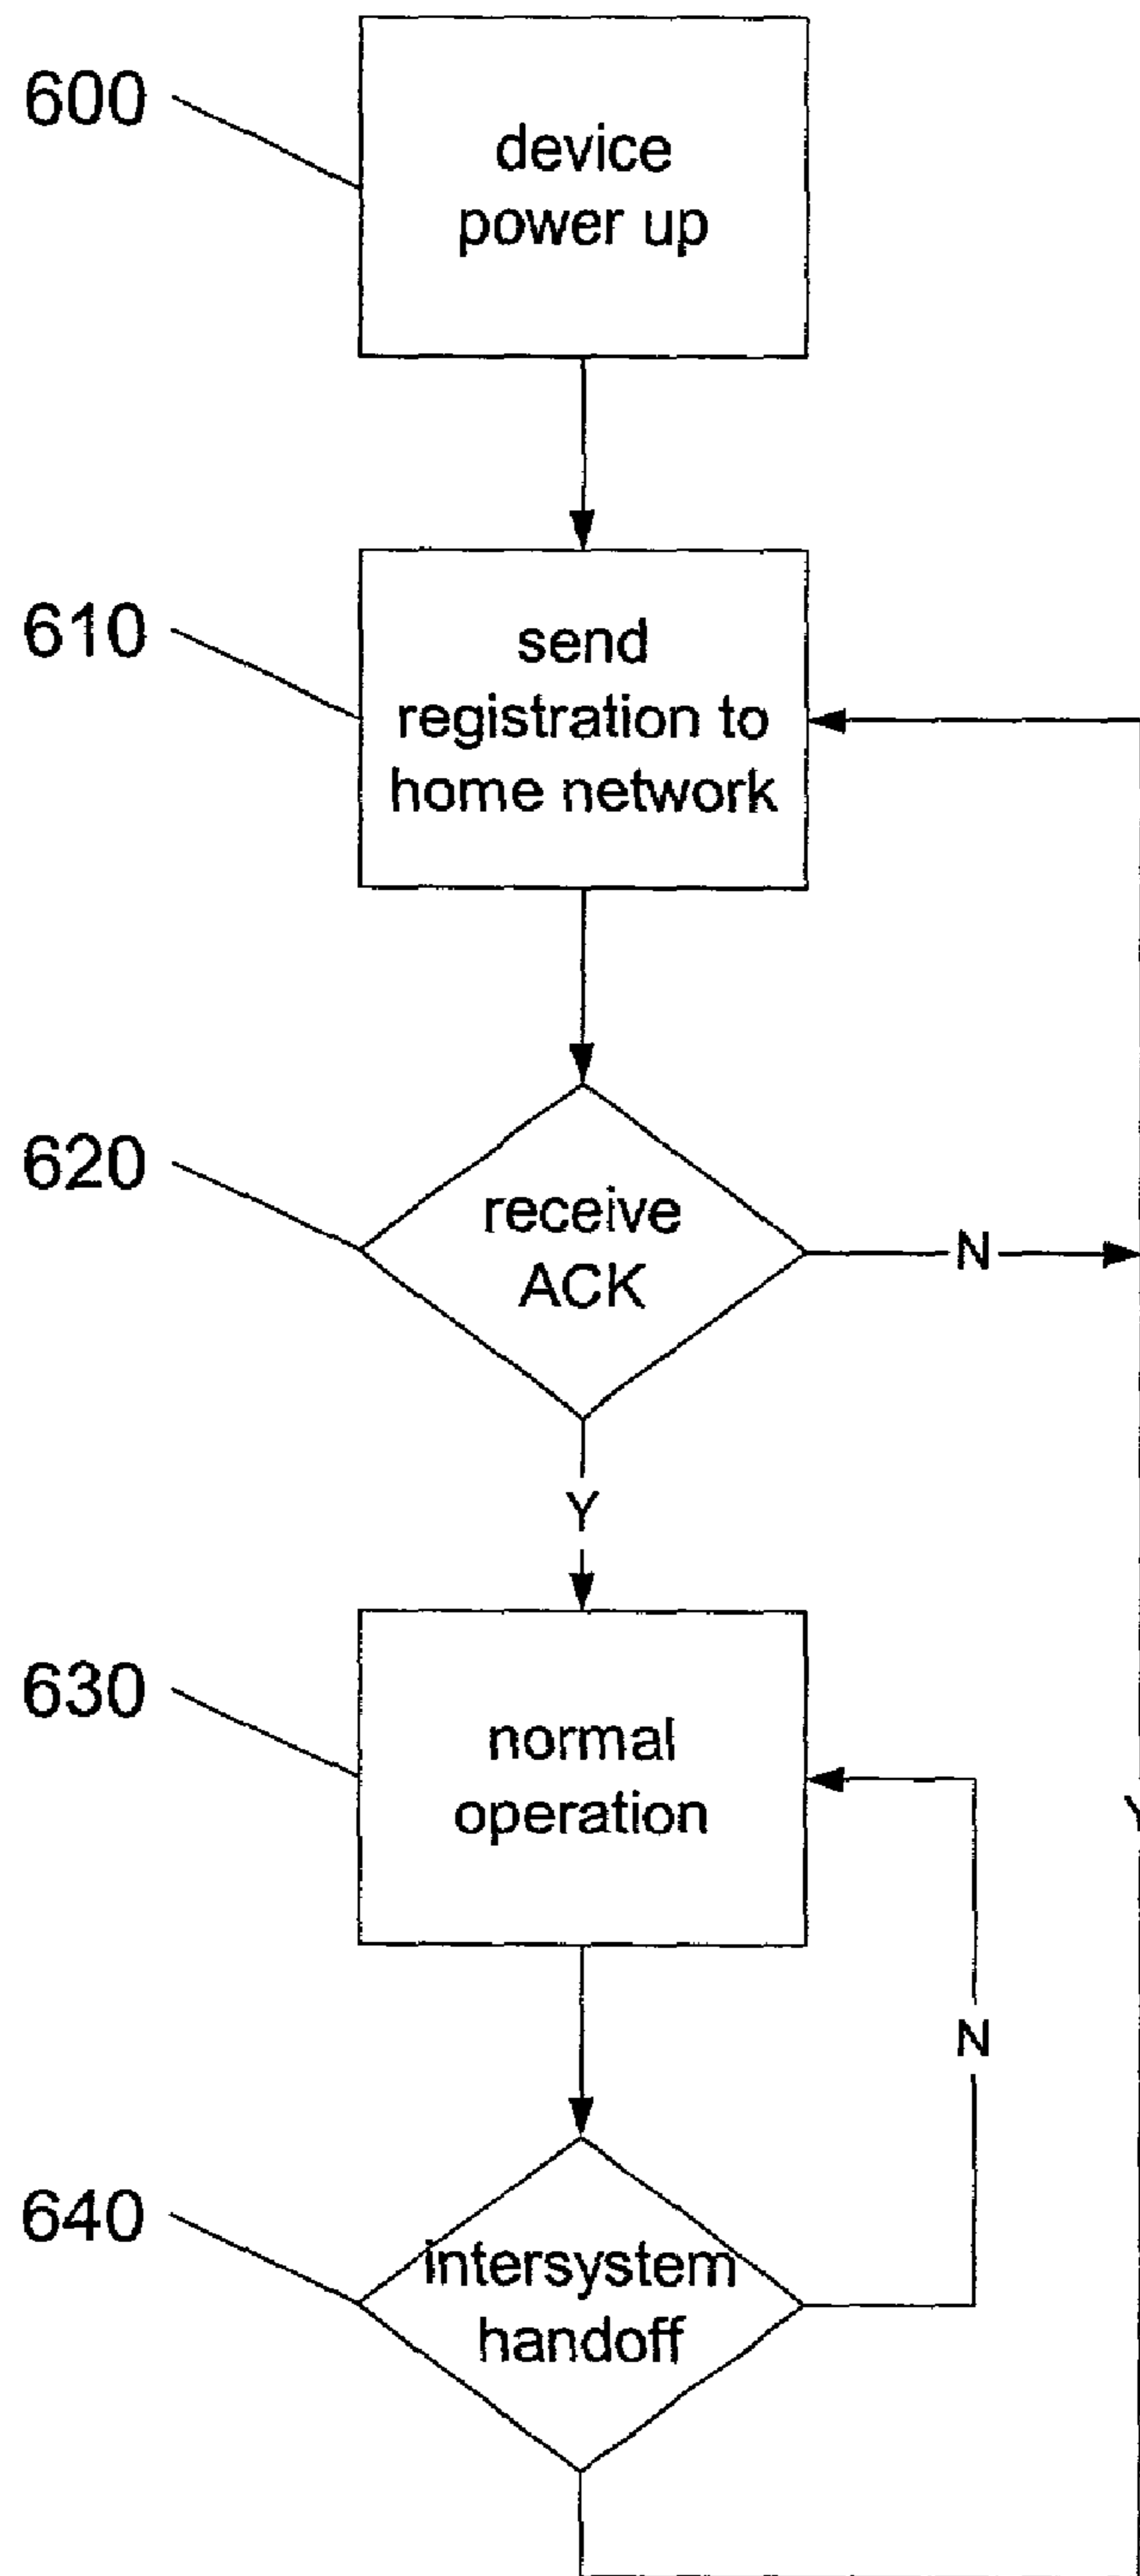 600
device
power up
610
send
registration to
home network
620
receive
ACK
N
Y
630
normal
operation
Y
N
640
intersystem
handoff